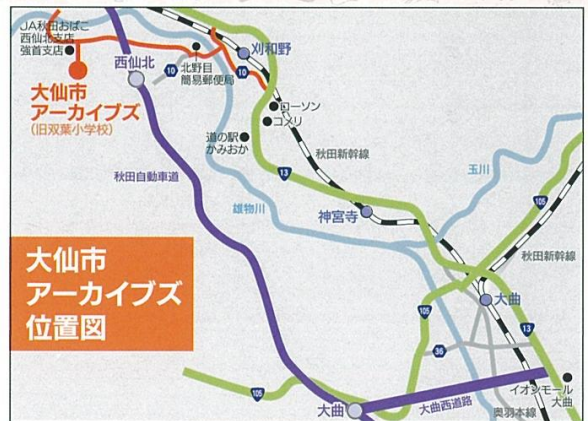 JA秋田おばこ
西仙北支店
強首支店
西仙北
大仙市
アーカイブズ
(旧双葉小学校)
10
北野目
簡易郵便局
10
刈和野
ローソン
コメリ
道の駅
かみおか
秋田新幹線
13
玉川
105
秋田自動車道
雄物川
神宮寺
秋田新幹線
大仙市
アーカイブズ
位置図
大曲
105
13
36
105
イオンモール
大曲
大曲西道路
大曲
奥羽本線